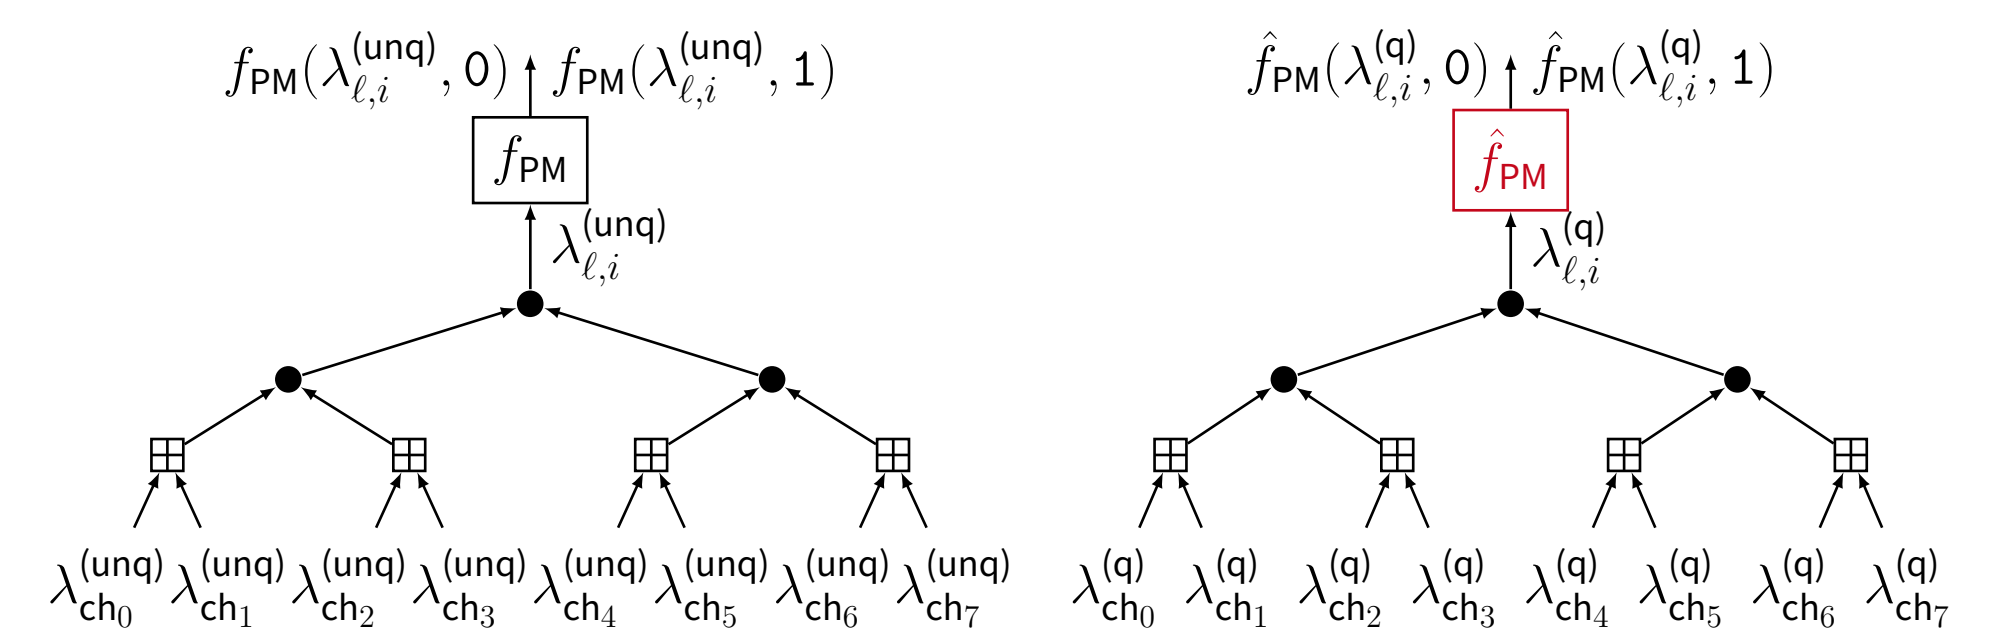 f_PM(λ_{ℓ,i}^{(unq)}, 0) f_PM(λ_{ℓ,i}^{(unq)}, 1)
f_PM
λ_{ℓ,i}^{(unq)}
λ_{ch_0}^{(unq)} λ_{ch_1}^{(unq)} λ_{ch_2}^{(unq)} λ_{ch_3}^{(unq)} λ_{ch_4}^{(unq)} λ_{ch_5}^{(unq)} λ_{ch_6}^{(unq)} λ_{ch_7}^{(unq)}
f̂_PM(λ_{ℓ,i}^{(q)}, 0) f̂_PM(λ_{ℓ,i}^{(q)}, 1)
f̂_PM
λ_{ℓ,i}^{(q)}
λ_{ch_0}^{(q)} λ_{ch_1}^{(q)} λ_{ch_2}^{(q)} λ_{ch_3}^{(q)} λ_{ch_4}^{(q)} λ_{ch_5}^{(q)} λ_{ch_6}^{(q)} λ_{ch_7}^{(q)}